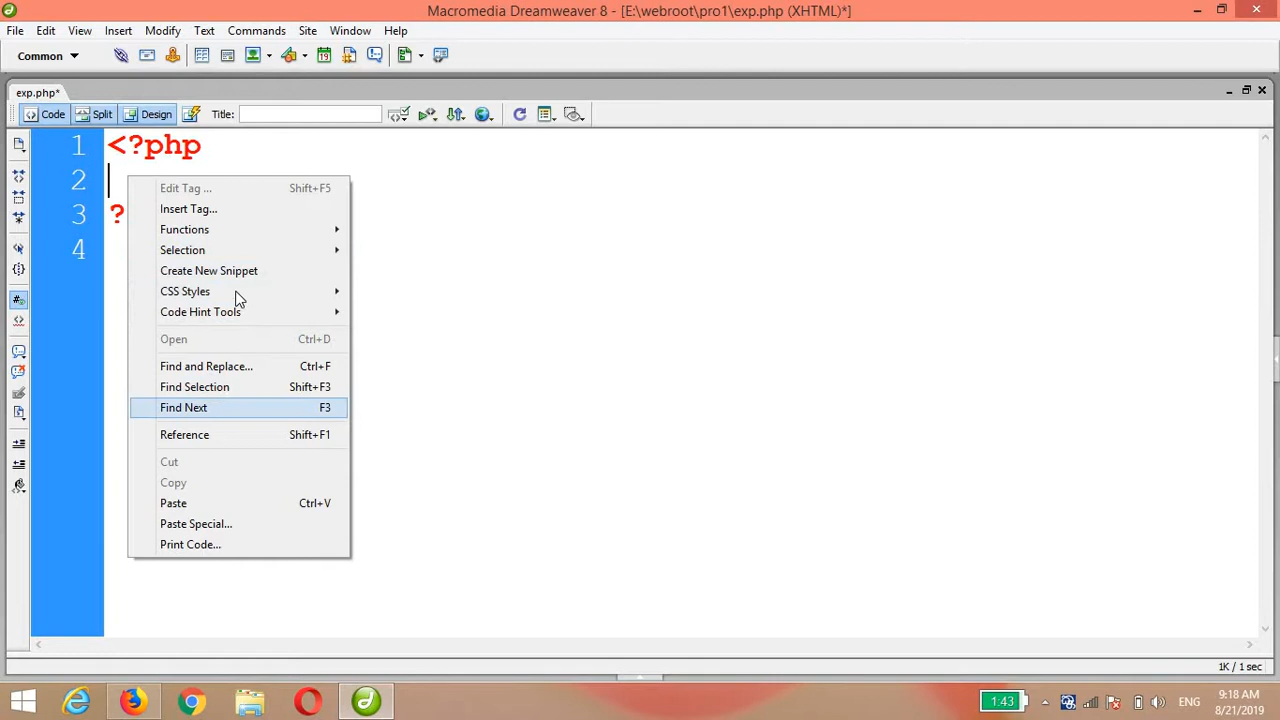 Macromedia Dreamweaver 8 - [E:\webroot\pro1\exp.php (XHTML)*]
File Edit View Insert Modify Text Commands Site Window Help
Common
19
exp.php*
Code Split Design Title:
1 <?php
2
3 ?
4
Edit Tag ... Shift+F5
Insert Tag...
Functions
Selection
Create New Snippet
CSS Styles
Code Hint Tools
Open Ctrl+D
Find and Replace... Ctrl+F
Find Selection Shift+F3
Find Next F3
Reference Shift+F1
Cut
Copy
Paste Ctrl+V
Paste Special...
Print Code...
1K / 1 sec
1:43 ENG 9:18 AM
8/21/2019